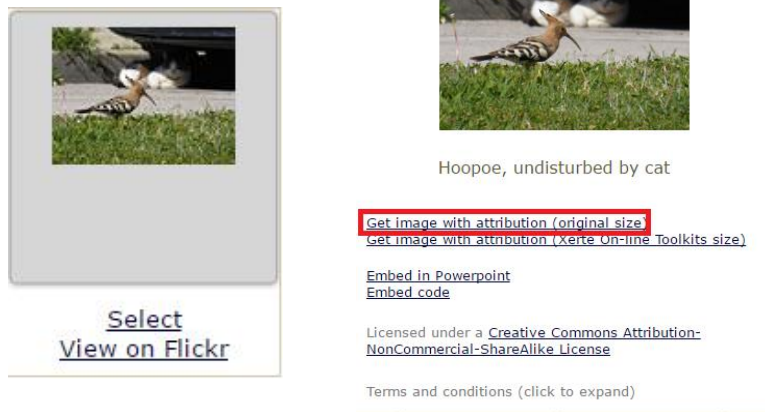 Select
View on Flickr
Hoopoe, undisturbed by cat
Get image with attribution (original size)
Get image with attribution (Xerte On-line Toolkits size)
Embed in Powerpoint
Embed code
Licensed under a Creative Commons Attribution-
NonCommercial-ShareAlike License
Terms and conditions (click to expand)